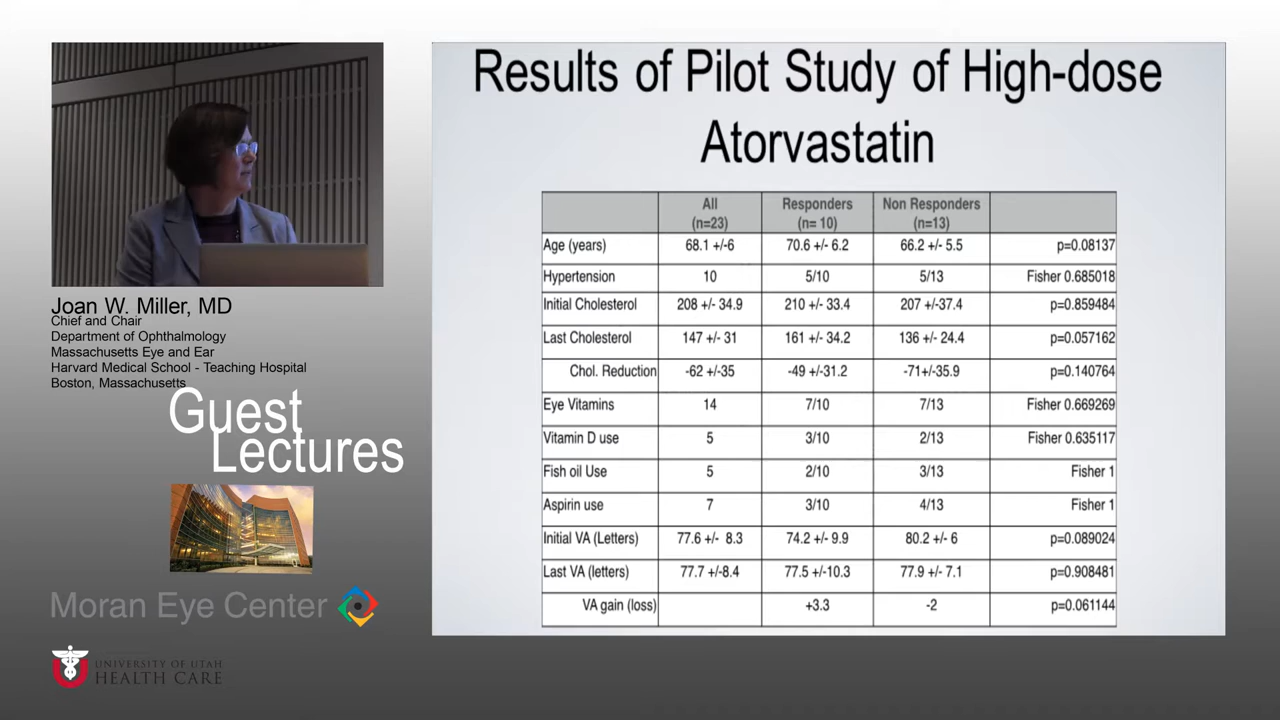 Results of Pilot Study of High-dose
Atorvastatin
All Responders Non Responders
(n=23) (n= 10) (n=13)
Age (years) 68.1 +/-6 70.6 +/- 6.2 66.2 +/- 5.5 p=0.08137
Hypertension 10 5/10 5/13 Fisher 0.685018
Initial Cholesterol 208 +/- 34.9 210 +/- 33.4 207 +/-37.4 p=0.859484
Last Cholesterol 147 +/- 31 161 +/- 34.2 136 +/- 24.4 p=0.057162
Chol. Reduction -62 +/-35 -49 +/-31.2 -71+/-35.9 p=0.140764
Eye Vitamins 14 7/10 7/13 Fisher 0.669269
Vitamin D use 5 3/10 2/13 Fisher 0.635117
Fish oil Use 5 2/10 3/13 Fisher 1
Aspirin use 7 3/10 4/13 Fisher 1
Initial VA (Letters) 77.6 +/- 8.3 74.2 +/- 9.9 80.2 +/- 6 p=0.089024
Last VA (letters) 77.7 +/-8.4 77.5 +/-10.3 77.9 +/- 7.1 p=0.908481
VA gain (loss) +3.3 -2 p=0.061144
Joan W. Miller, MD
Chief and Chair
Department of Ophthalmology
Massachusetts Eye and Ear
Harvard Medical School - Teaching Hospital
Boston, Massachusetts
Guest
Lectures
Moran Eye Center
UNIVERSITY OF UTAH
HEALTH CARE